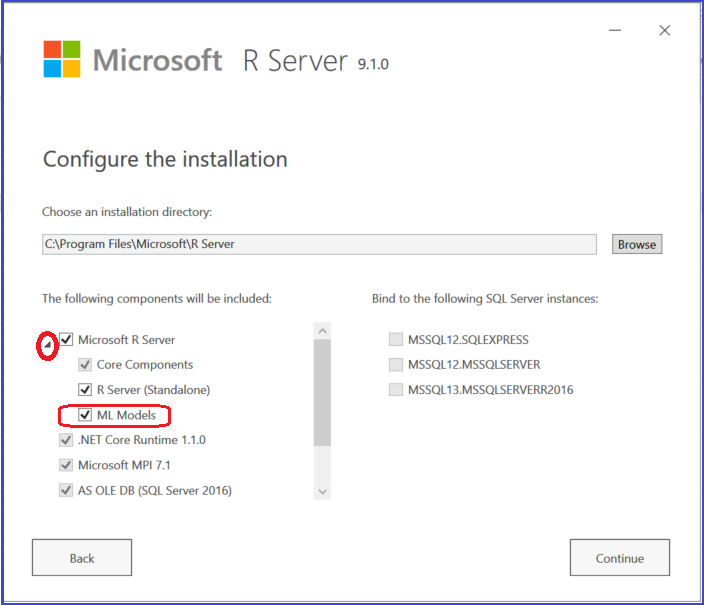 Microsoft R Server 9.1.0
Configure the installation
Choose an installation directory:
C:\Program Files\Microsoft\R Server
Browse
The following components will be included:
Microsoft R Server
Core Components
R Server (Standalone)
ML Models
.NET Core Runtime 1.1.0
Microsoft MPI 7.1
AS OLE DB (SQL Server 2016)
Bind to the following SQL Server instances:
MSSQL12.SQLEXPRESS
MSSQL12.MSSQLSERVER
MSSQL13.MSSQLSERVERR2016
Back
Continue